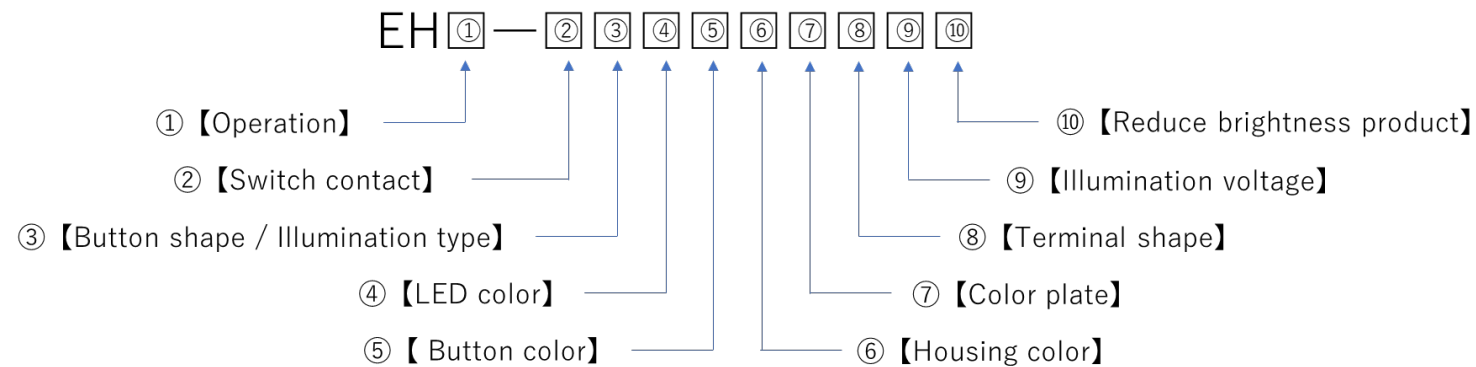 EH①—②③④⑤⑥⑦⑧⑨⑩
①【Operation】
⑩【Reduce brightness product】
②【Switch contact】
⑨【Illumination voltage】
③【Button shape / Illumination type】
⑧【Terminal shape】
④【LED color】
⑦【Color plate】
⑤【 Button color】
⑥【Housing color】